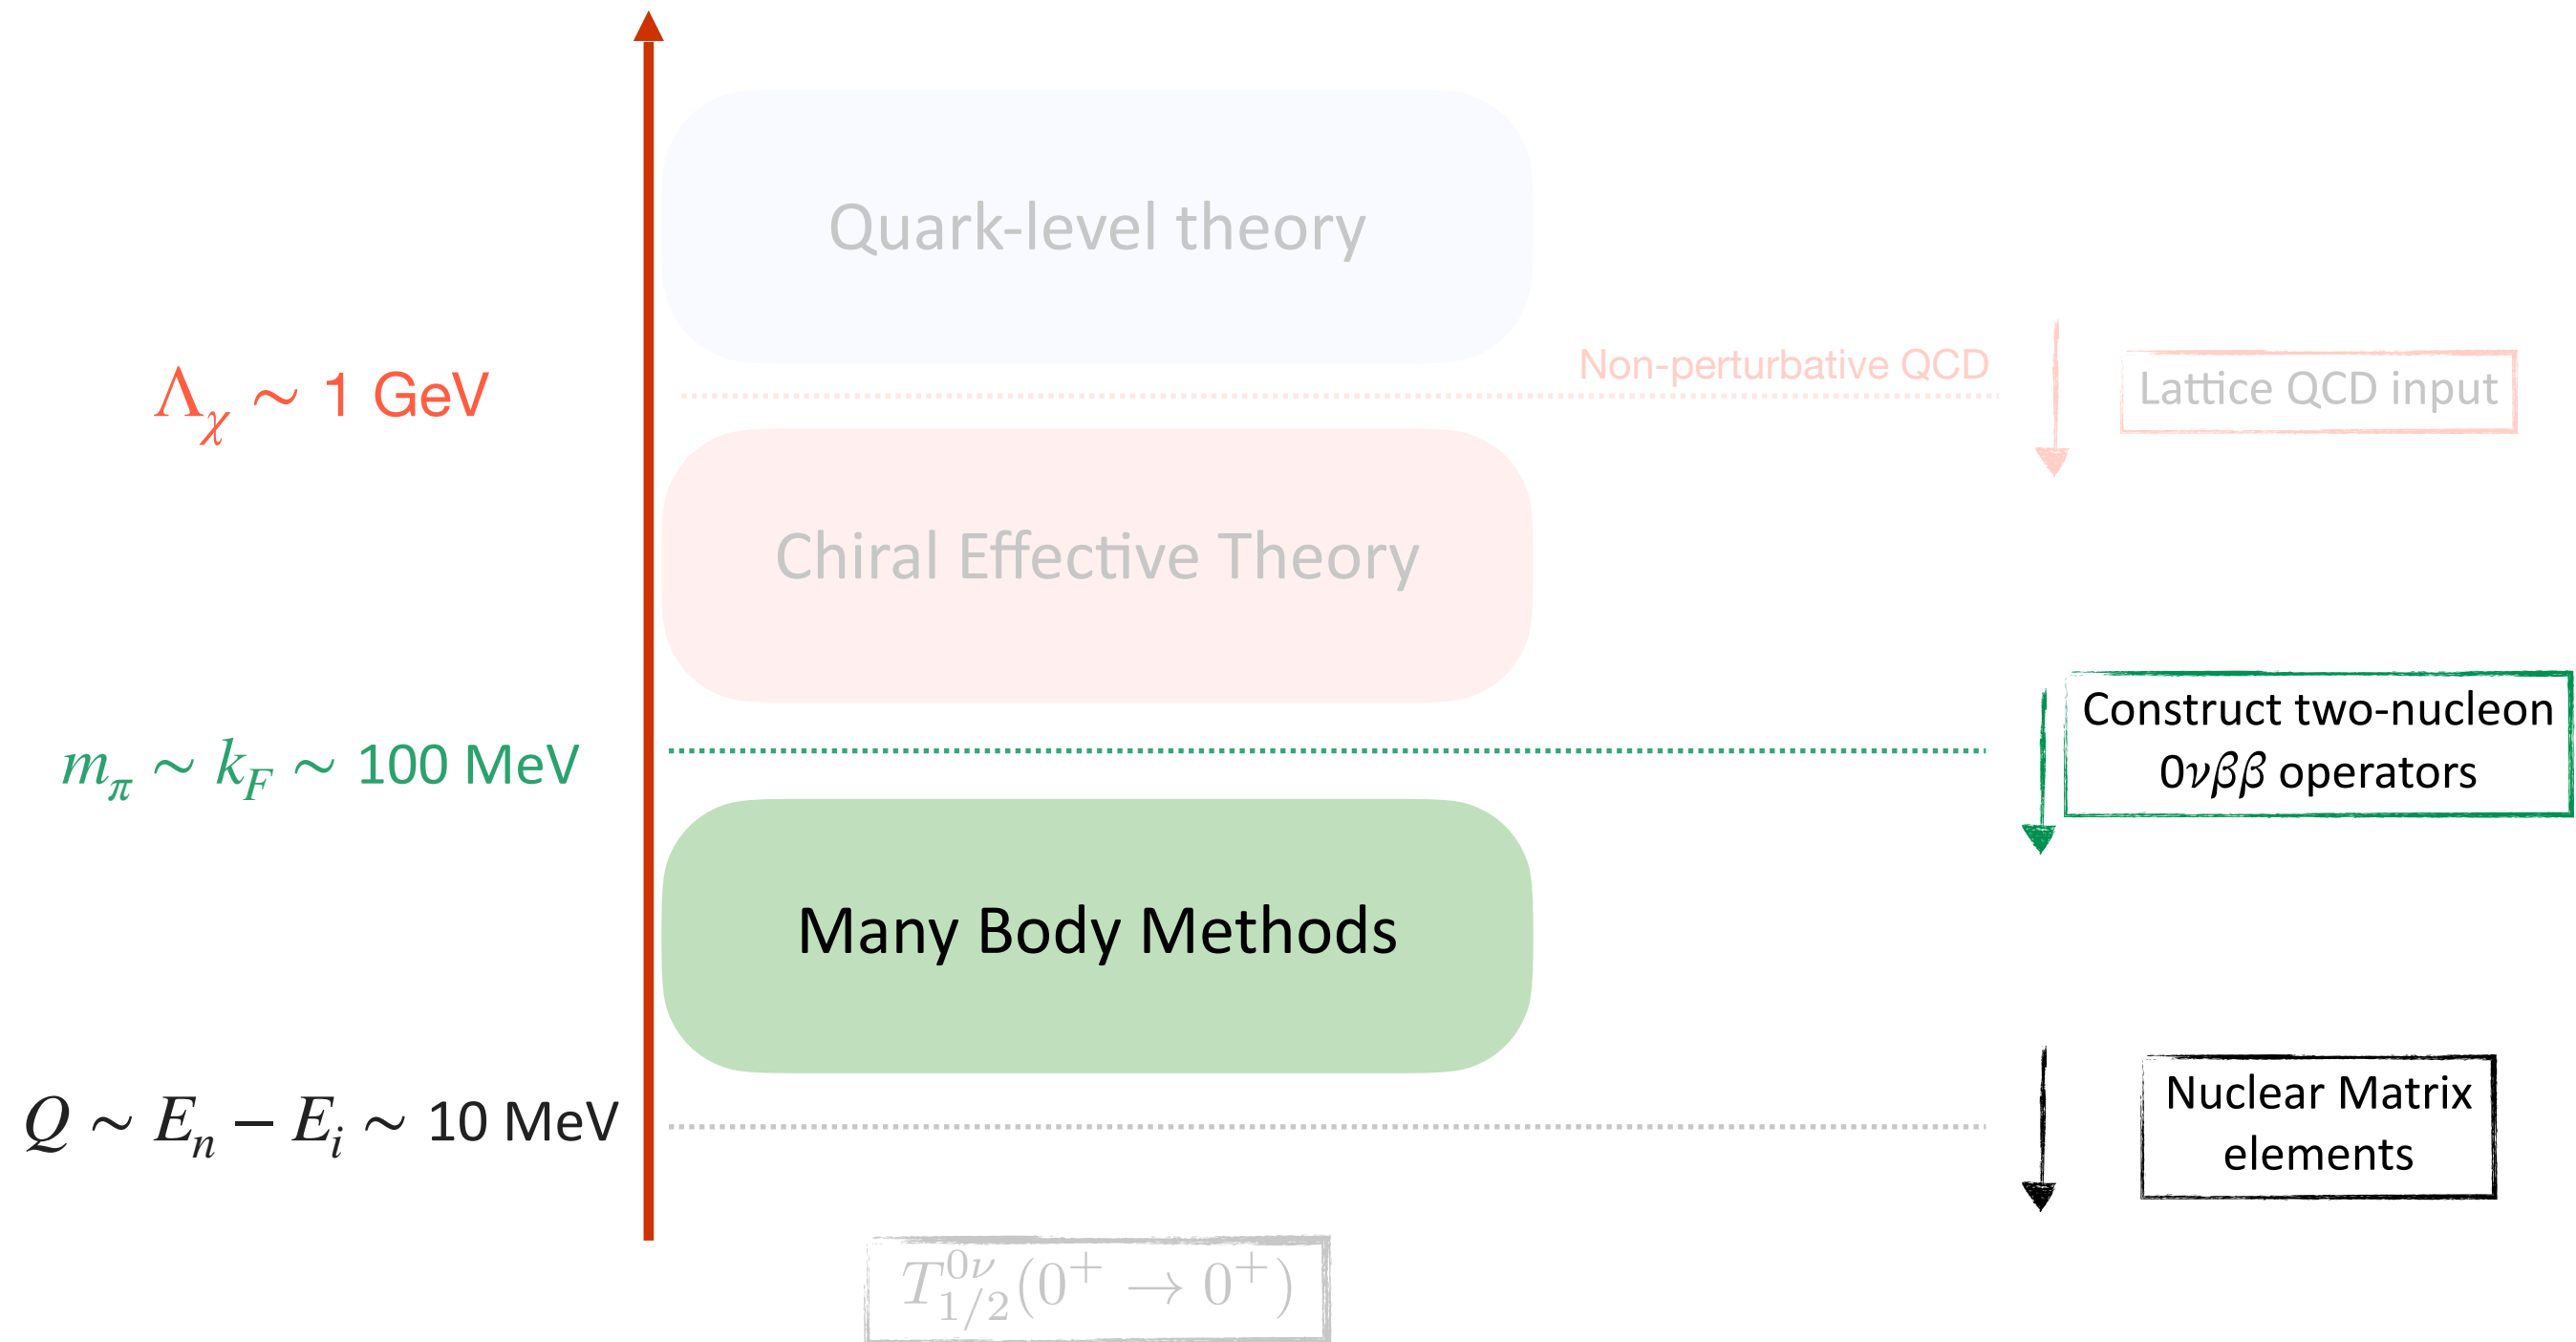 Quark-level theory
Non-perturbative QCD
Λχ ∼ 1 GeV
Lattice QCD input
Chiral Effective Theory
Construct two-nucleon
0νββ operators
mπ ∼ kF ∼ 100 MeV
Many Body Methods
Nuclear Matrix
elements
Q ∼ En − Ei ∼ 10 MeV
T^{0ν}_{1/2}(0^+ → 0^+)